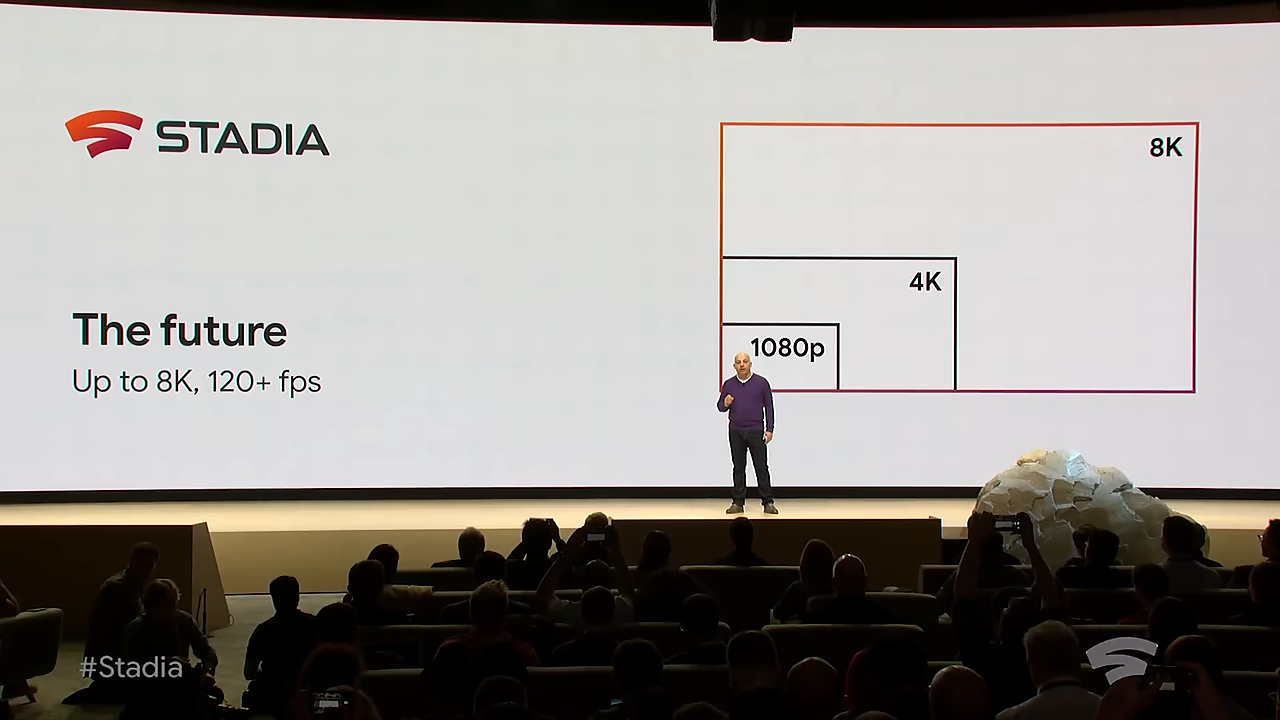 STADIA
8K
4K
The future
1080p
Up to 8K, 120+ fps
#Stadia